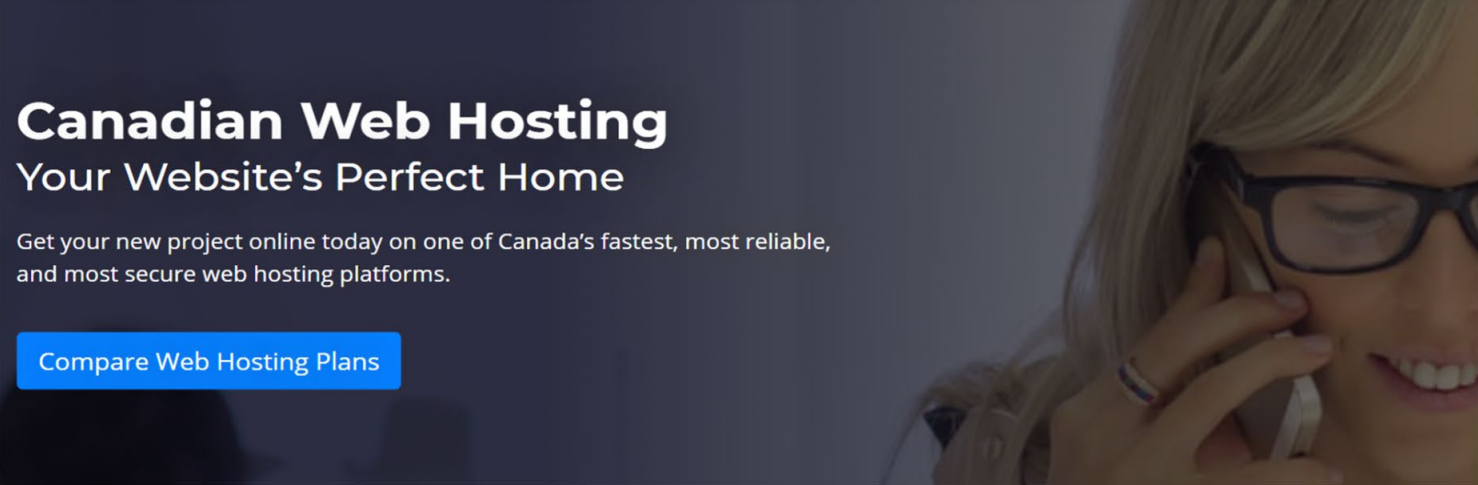 Canadian Web Hosting
Your Website’s Perfect Home
Get your new project online today on one of Canada’s fastest, most reliable,
and most secure web hosting platforms.
Compare Web Hosting Plans